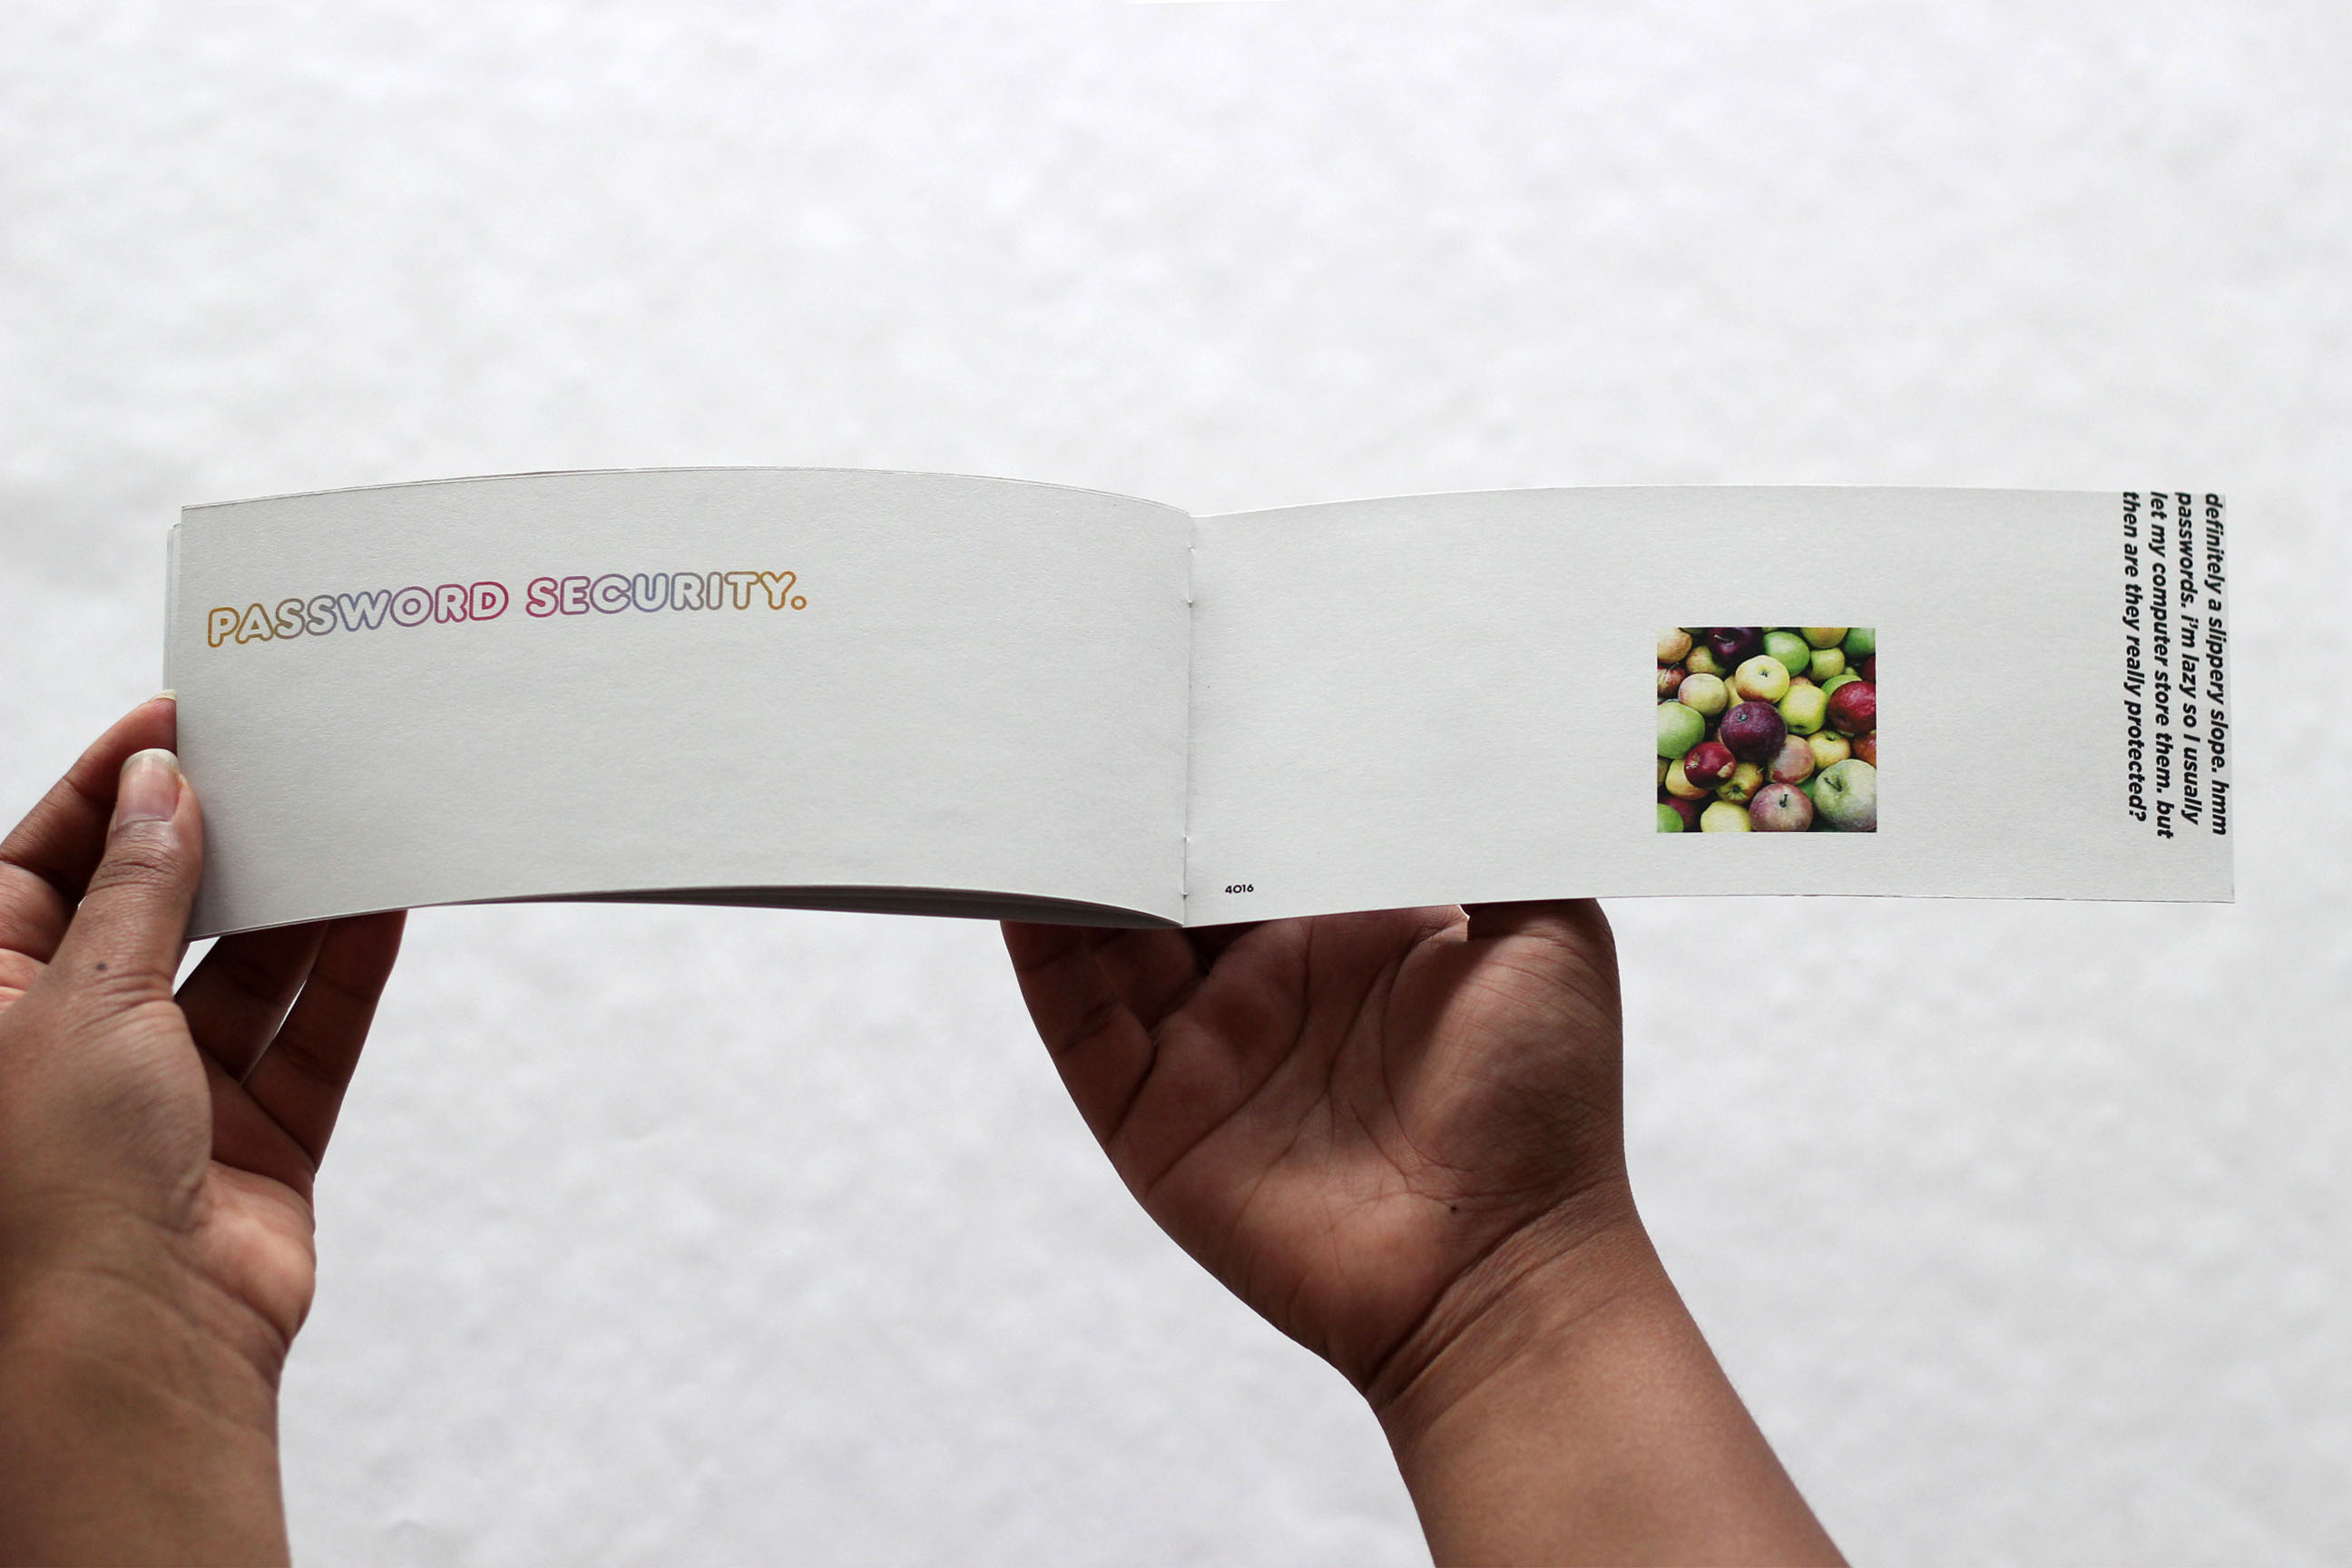 PASSWORD SECURITY.
definitely a slippery slope. hmm
passwords. i'm lazy so I usually
let my computer store them. but
then are they really protected?
4016